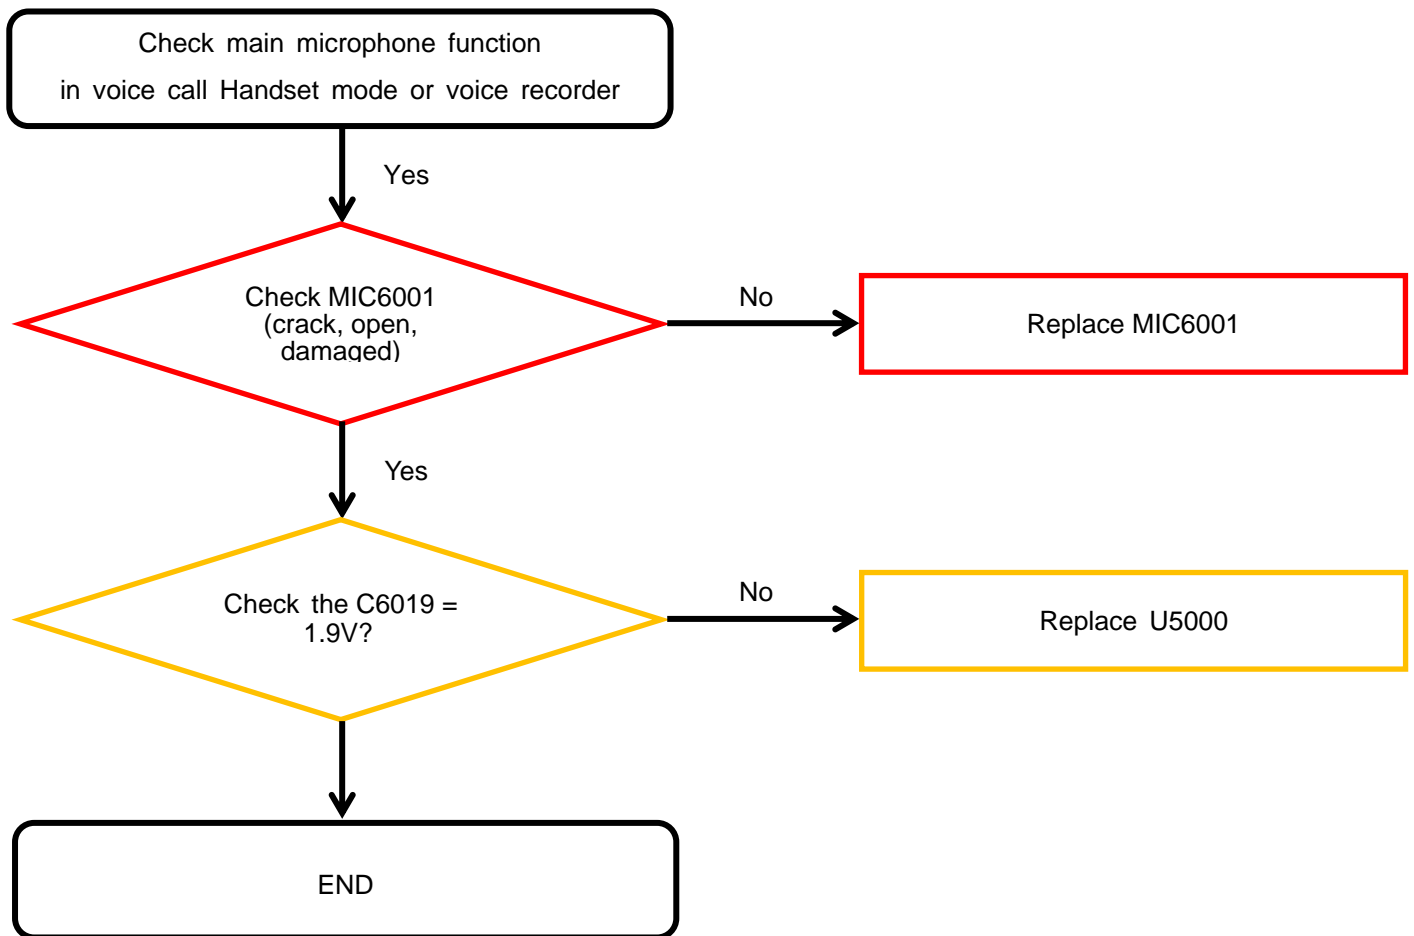 Check main microphone function
in voice call Handset mode or voice recorder
Yes
Check MIC6001
(crack, open,
damaged)
No
Replace MIC6001
Yes
Check the C6019 =
1.9V?
No
Replace U5000
END